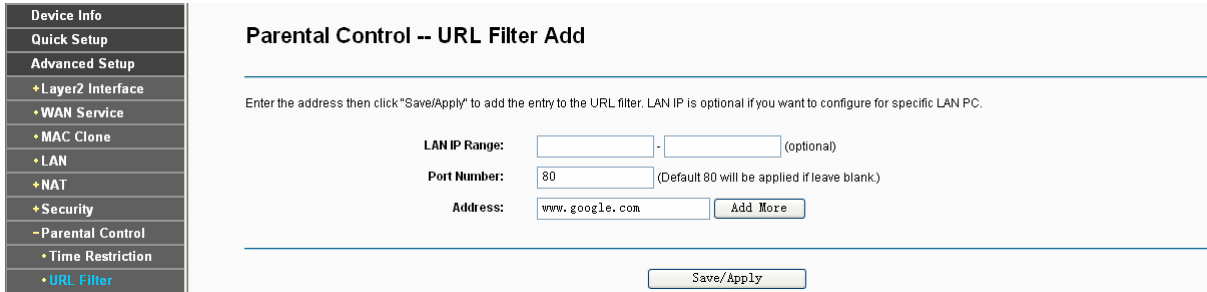 Device Info
Quick Setup
Advanced Setup
+Layer2 Interface
•WAN Service
•MAC Clone
•LAN
+NAT
+Security
-Parental Control
•Time Restriction
•URL Filter
Parental Control -- URL Filter Add
Enter the address then click "Save/Apply" to add the entry to the URL filter. LAN IP is optional if you want to configure for specific LAN PC.
LAN IP Range: - (optional)
Port Number: 80 (Default 80 will be applied if leave blank.)
Address: www.google.com Add More
Save/Apply